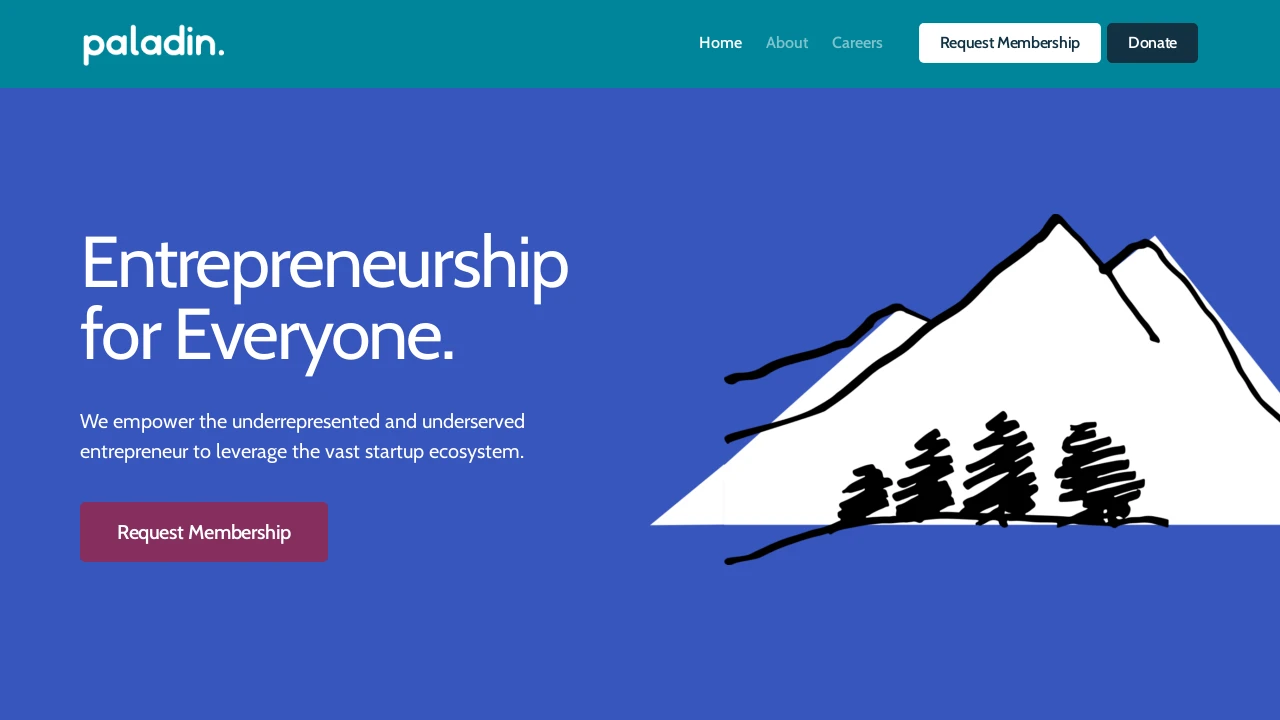 paladin.
Home About Careers Request Membership Donate
Entrepreneurship
for Everyone.
We empower the underrepresented and underserved
entrepreneur to leverage the vast startup ecosystem.
Request Membership